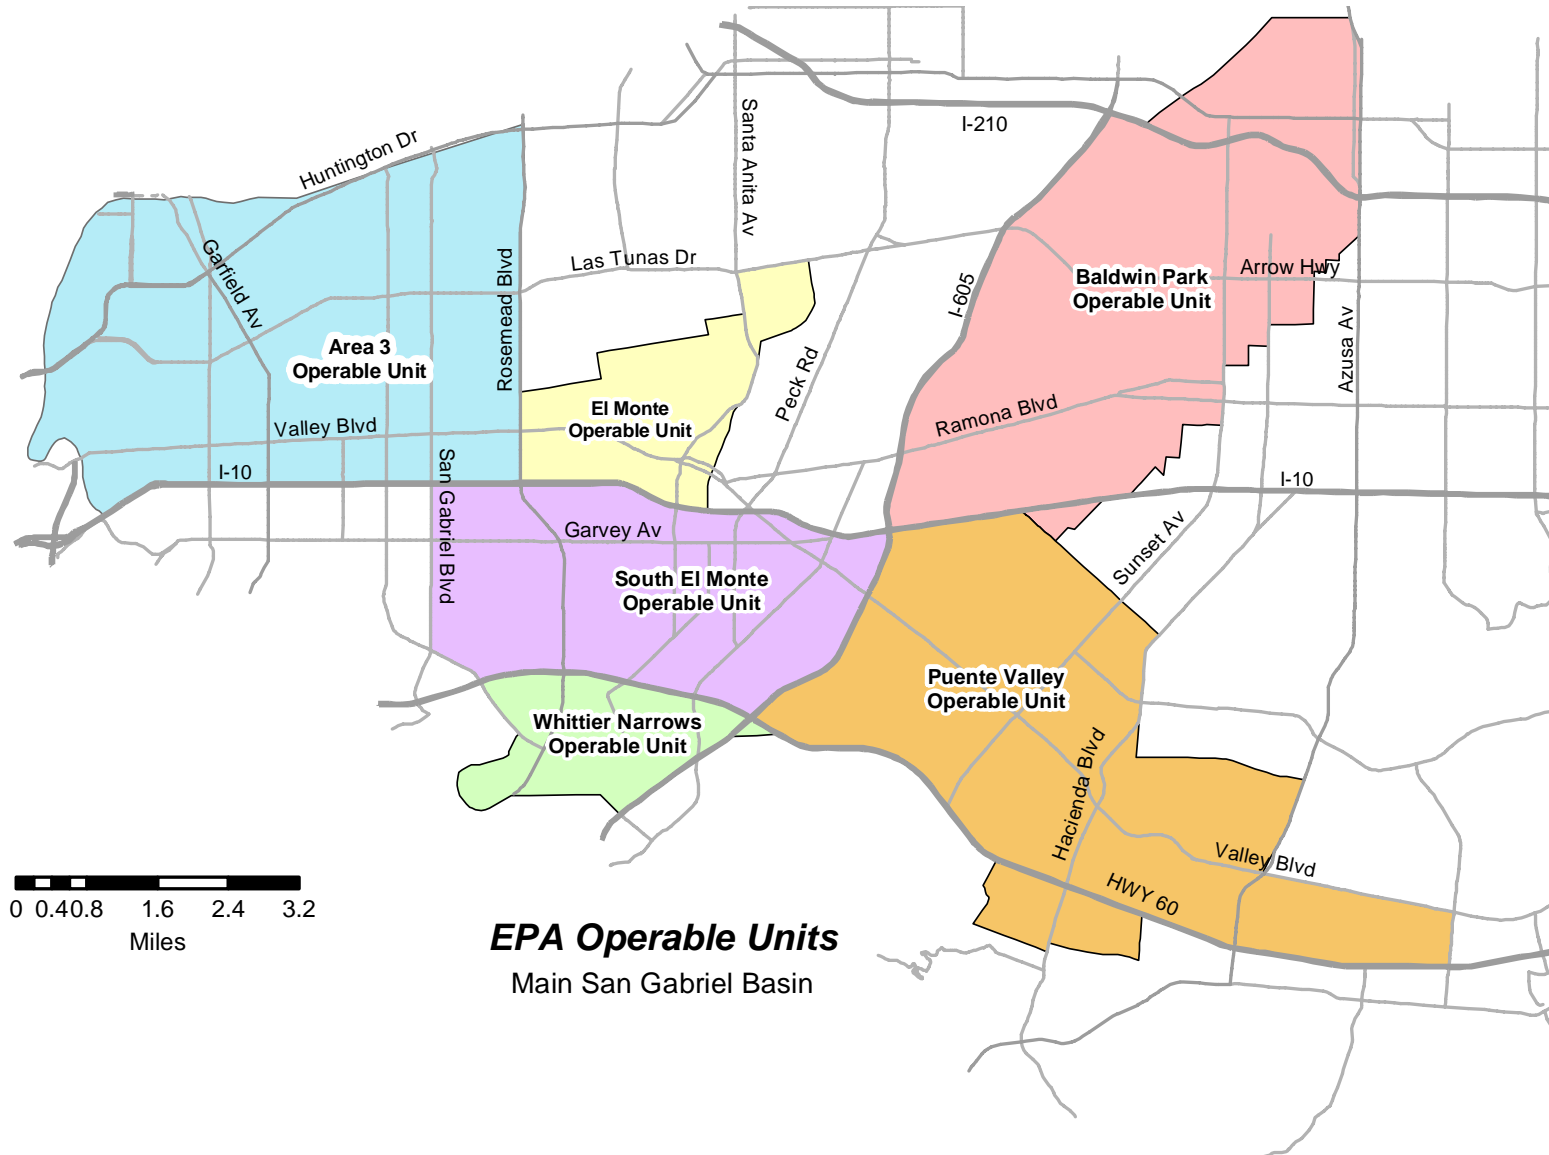 Huntington Dr
I-210
Santa Anita Av
Garfield Av
Rosemead Blvd
Las Tunas Dr
I-605
Baldwin Park
Operable Unit
Arrow Hwy
Azusa Av
Area 3
Operable Unit
Peck Rd
El Monte
Operable Unit
Ramona Blvd
Valley Blvd
I-10
San Gabriel Blvd
I-10
Garvey Av
Sunset Av
South El Monte
Operable Unit
Puente Valley
Operable Unit
Whittier Narrows
Operable Unit
Hacienda Blvd
Valley Blvd
HWY 60
0 0.40.8 1.6 2.4 3.2
Miles
EPA Operable Units
Main San Gabriel Basin